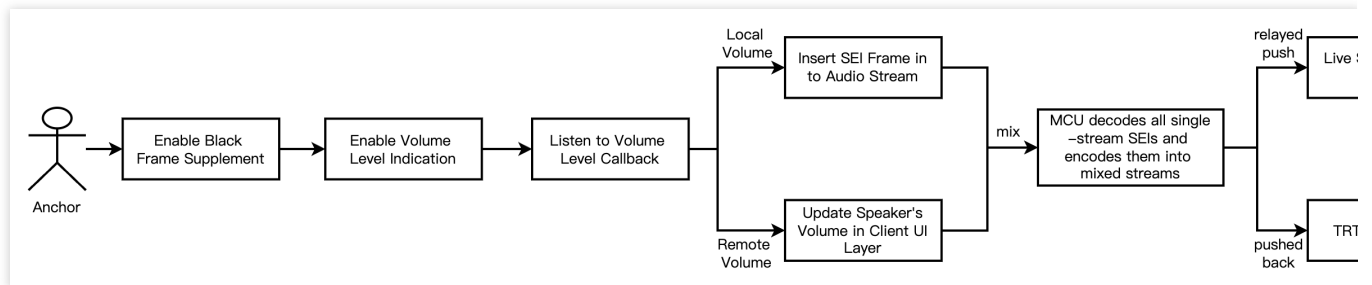 Anchor
Enable Black
Frame Supplement
Enable Volume
Level Indication
Listen to Volume
Level Callback
Local
Volume
Insert SEI Frame in
to Audio Stream
Remote
Volume
Update Speaker's
Volume in Client UI
Layer
mix
MCU decodes all single
-stream SEIs and
encodes them into
mixed streams
relayed
push
Live
pushed
back